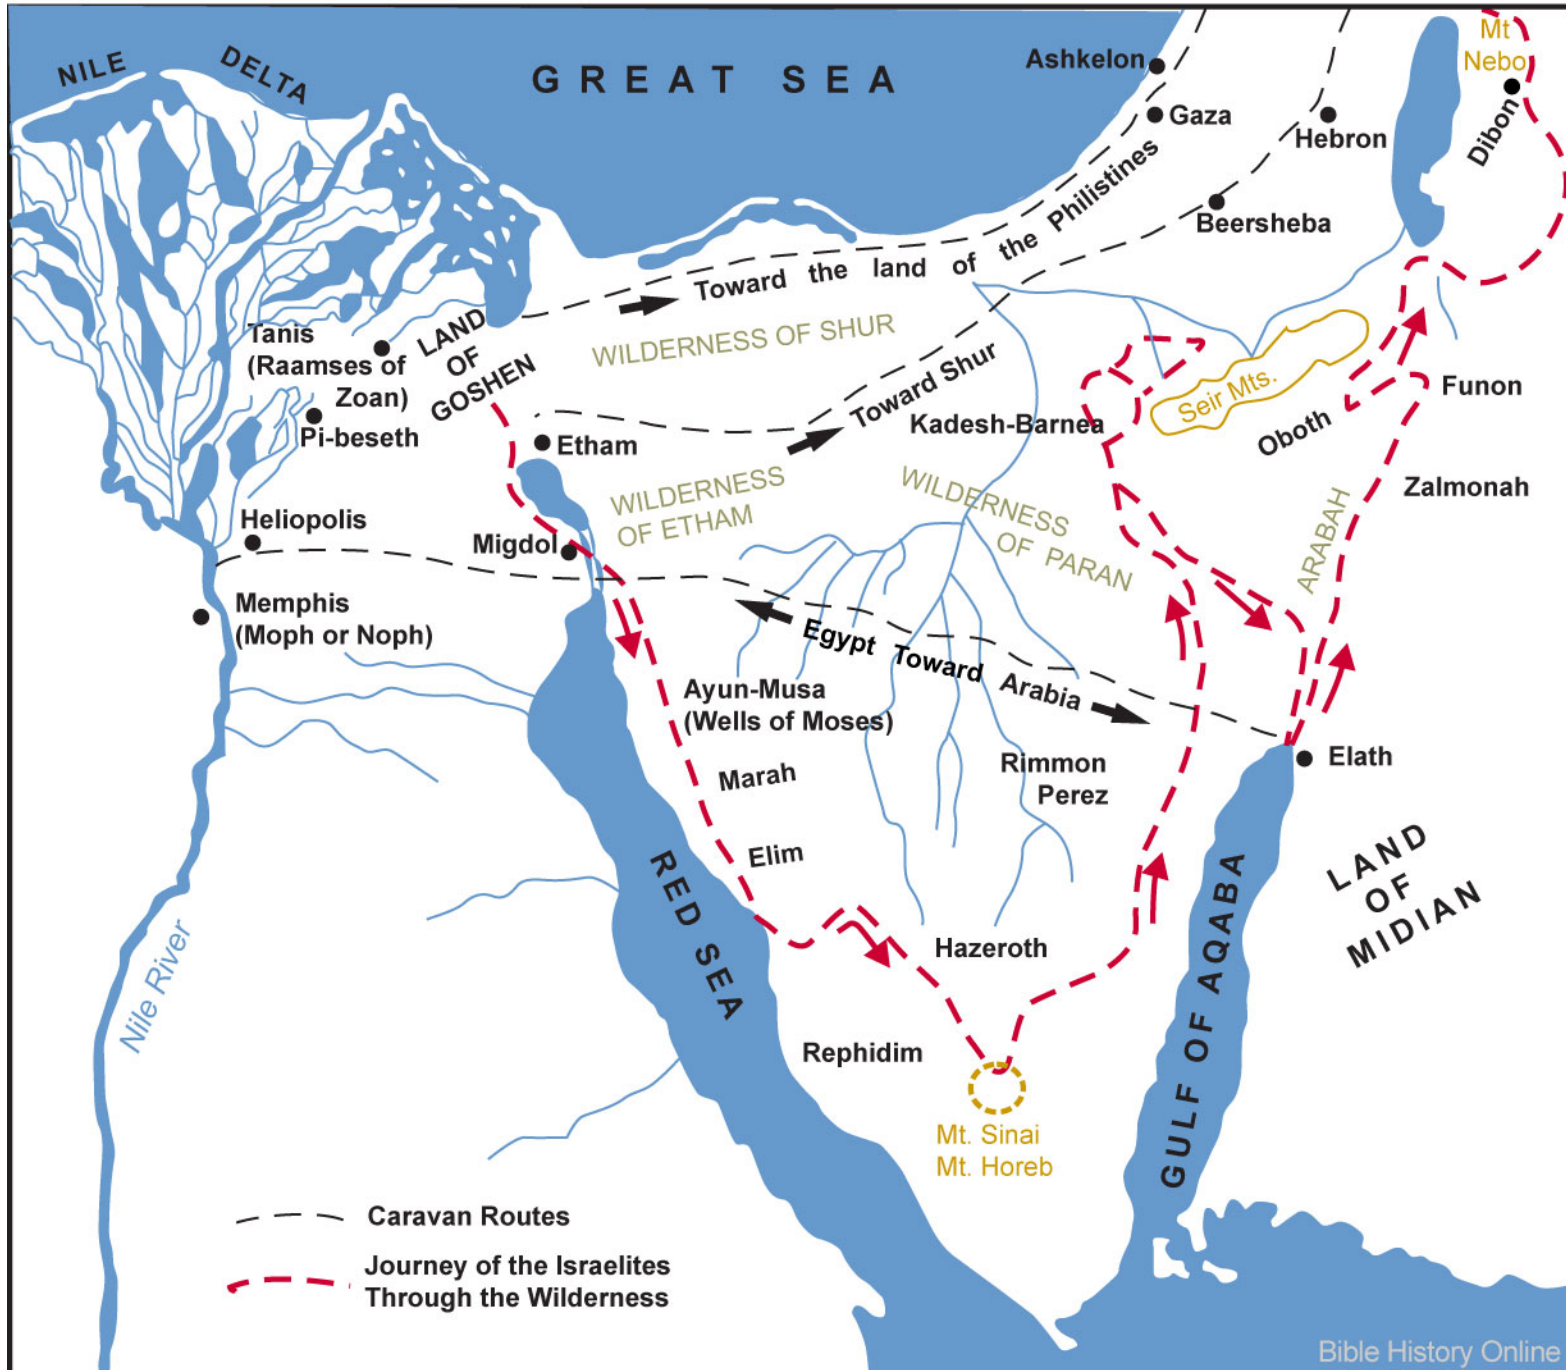 NILE DELTA
GREAT SEA
Ashkelon
Gaza
Hebron
Beersheba
Mt
Nebo
Dibon
Toward the land of the Philistines
WILDERNESS OF SHUR
Toward Shur
Tanis
(Raamses of
Zoan)
LAND
OF
GOSHEN
Pi-beseth
Etham
Kadesh-Barnea
Seir Mts.
Oboth
Funon
Zalmonah
WILDERNESS
OF ETHAM
WILDERNESS
OF PARAN
ARABAH
Heliopolis
Migdol
Memphis
(Moph or Noph)
Egypt Toward Arabia
Ayun-Musa
(Wells of Moses)
Marah
Elim
Rimmon
Perez
Elath
LAND
OF
MIDIAN
RED SEA
GULF OF AQABA
Hazeroth
Nile River
Rephidim
Mt. Sinai
Mt. Horeb
Caravan Routes
Journey of the Israelites
Through the Wilderness
Bible History Online